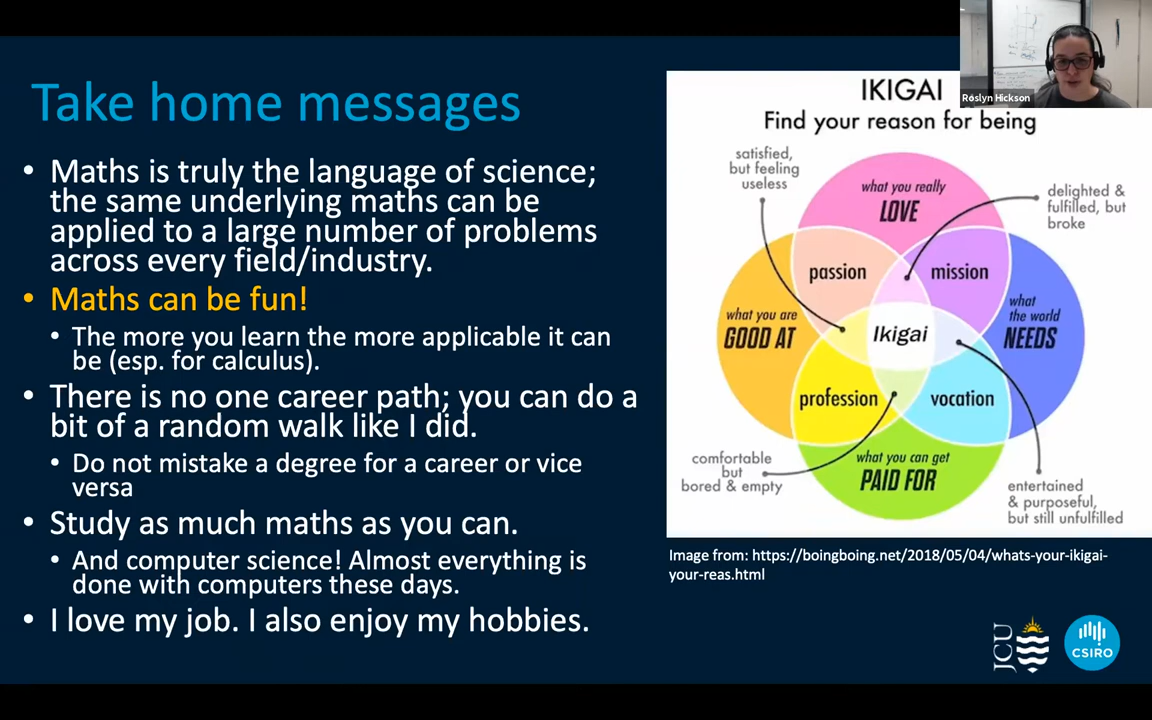 Take home messages
• Maths is truly the language of science;
the same underlying maths can be
applied to a large number of problems
across every field/industry.
• Maths can be fun!
• The more you learn the more applicable it can
be (esp. for calculus).
• There is no one career path; you can do a
bit of a random walk like I did.
• Do not mistake a degree for a career or vice
versa
• Study as much maths as you can.
• And computer science! Almost everything is
done with computers these days.
• I love my job. I also enjoy my hobbies.
IKIGAI
Find your reason for being
satisfied,
but feeling
useless
what you really
LOVE
delighted &
fulfilled, but
broke
passion
mission
what you are
GOOD AT
Ikigai
what
the world
NEEDS
profession
vocation
comfortable
but
bored & empty
what you can get
PAID FOR
entertained
& purposeful,
but still unfulfilled
Image from: https://boingboing.net/2018/05/04/whats-your-ikigai-
your-reas.html
Roslyn Hickson
JCU
CSIRO